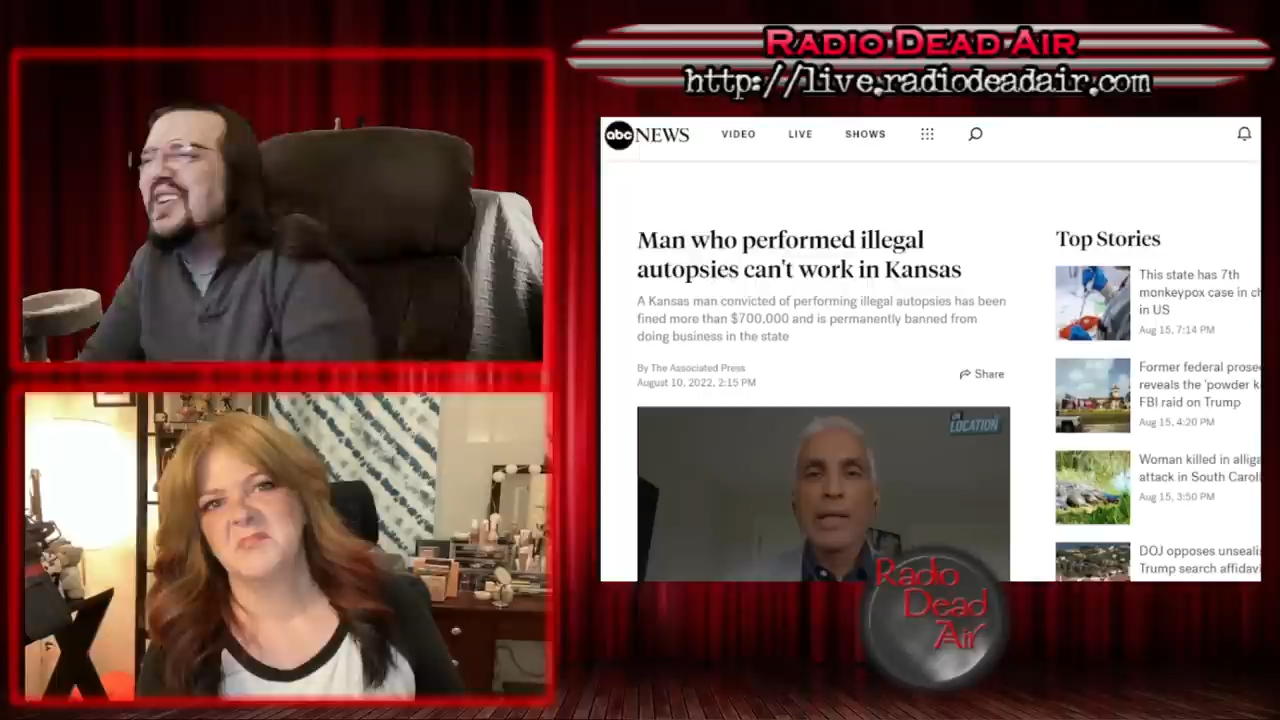 RADIO DEAD AIR
http://live.radiodeadair.com
abc NEWS VIDEO LIVE SHOWS
Man who performed illegal
autopsies can't work in Kansas
A Kansas man convicted of performing illegal autopsies has been
fined more than $700,000 and is permanently banned from
doing business in the state
By The Associated Press
August 10, 2022, 2:15 PM
Share
LOCATION
Top Stories
This state has 7th
monkeypox case in
in US
Aug 15, 7:14 PM
Former federal
reveals the 'powder
FBI raid on Trump
Aug 15, 4:20 PM
Woman killed in
attack in South
Aug 15, 3:50 PM
DOJ opposes
Trump search
Radio
Dead
Air